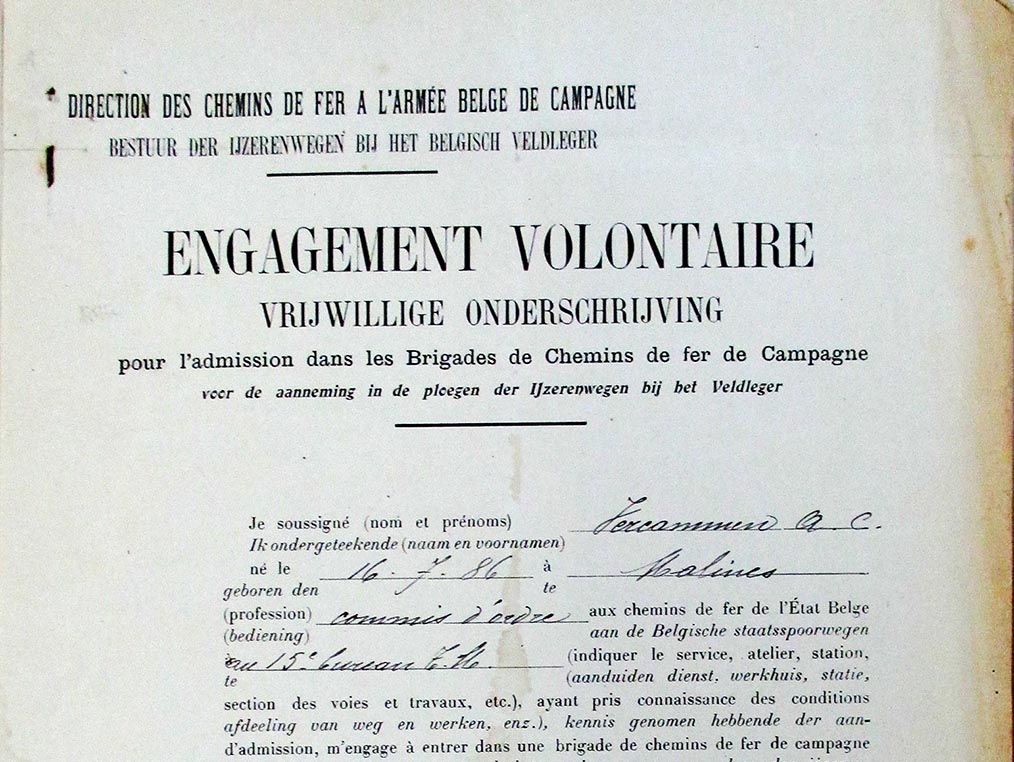 DIRECTION DES CHEMINS DE FER A L'ARMÉE BELGE DE CAMPAGNE
BESTUUR DER IJZERENWEGEN BIJ HET BELGISCH VELDLEGER
ENGAGEMENT VOLONTAIRE
VRIJWILLIGE ONDERSCHRIJVING
pour l'admission dans les Brigades de Chemins de fer de Campagne
voor de aanneming in de ploegen der IJzerenwegen bij het Veldleger
Je soussigné (nom et prénoms) Vercammen A. C.
Ik ondergeteekende (naam en voornamen)
né le 16. 7. 86 à Malines
geboren den te
(profession) commis d'ordre aux chemins de fer de l'État Belge
(bediening) aan de Belgische staatsspoorwegen
au 15e bureau T.M. (indiquer le service, atelier, station,
te (aanduiden dienst, werkhuis, statie,
section des voies et travaux, etc.), ayant pris connaissance des conditions
afdeeling van weg en werken, enz.), kennis genomen hebbende der aan-
d'admission, m'engage à entrer dans une brigade de chemins de fer de campagne